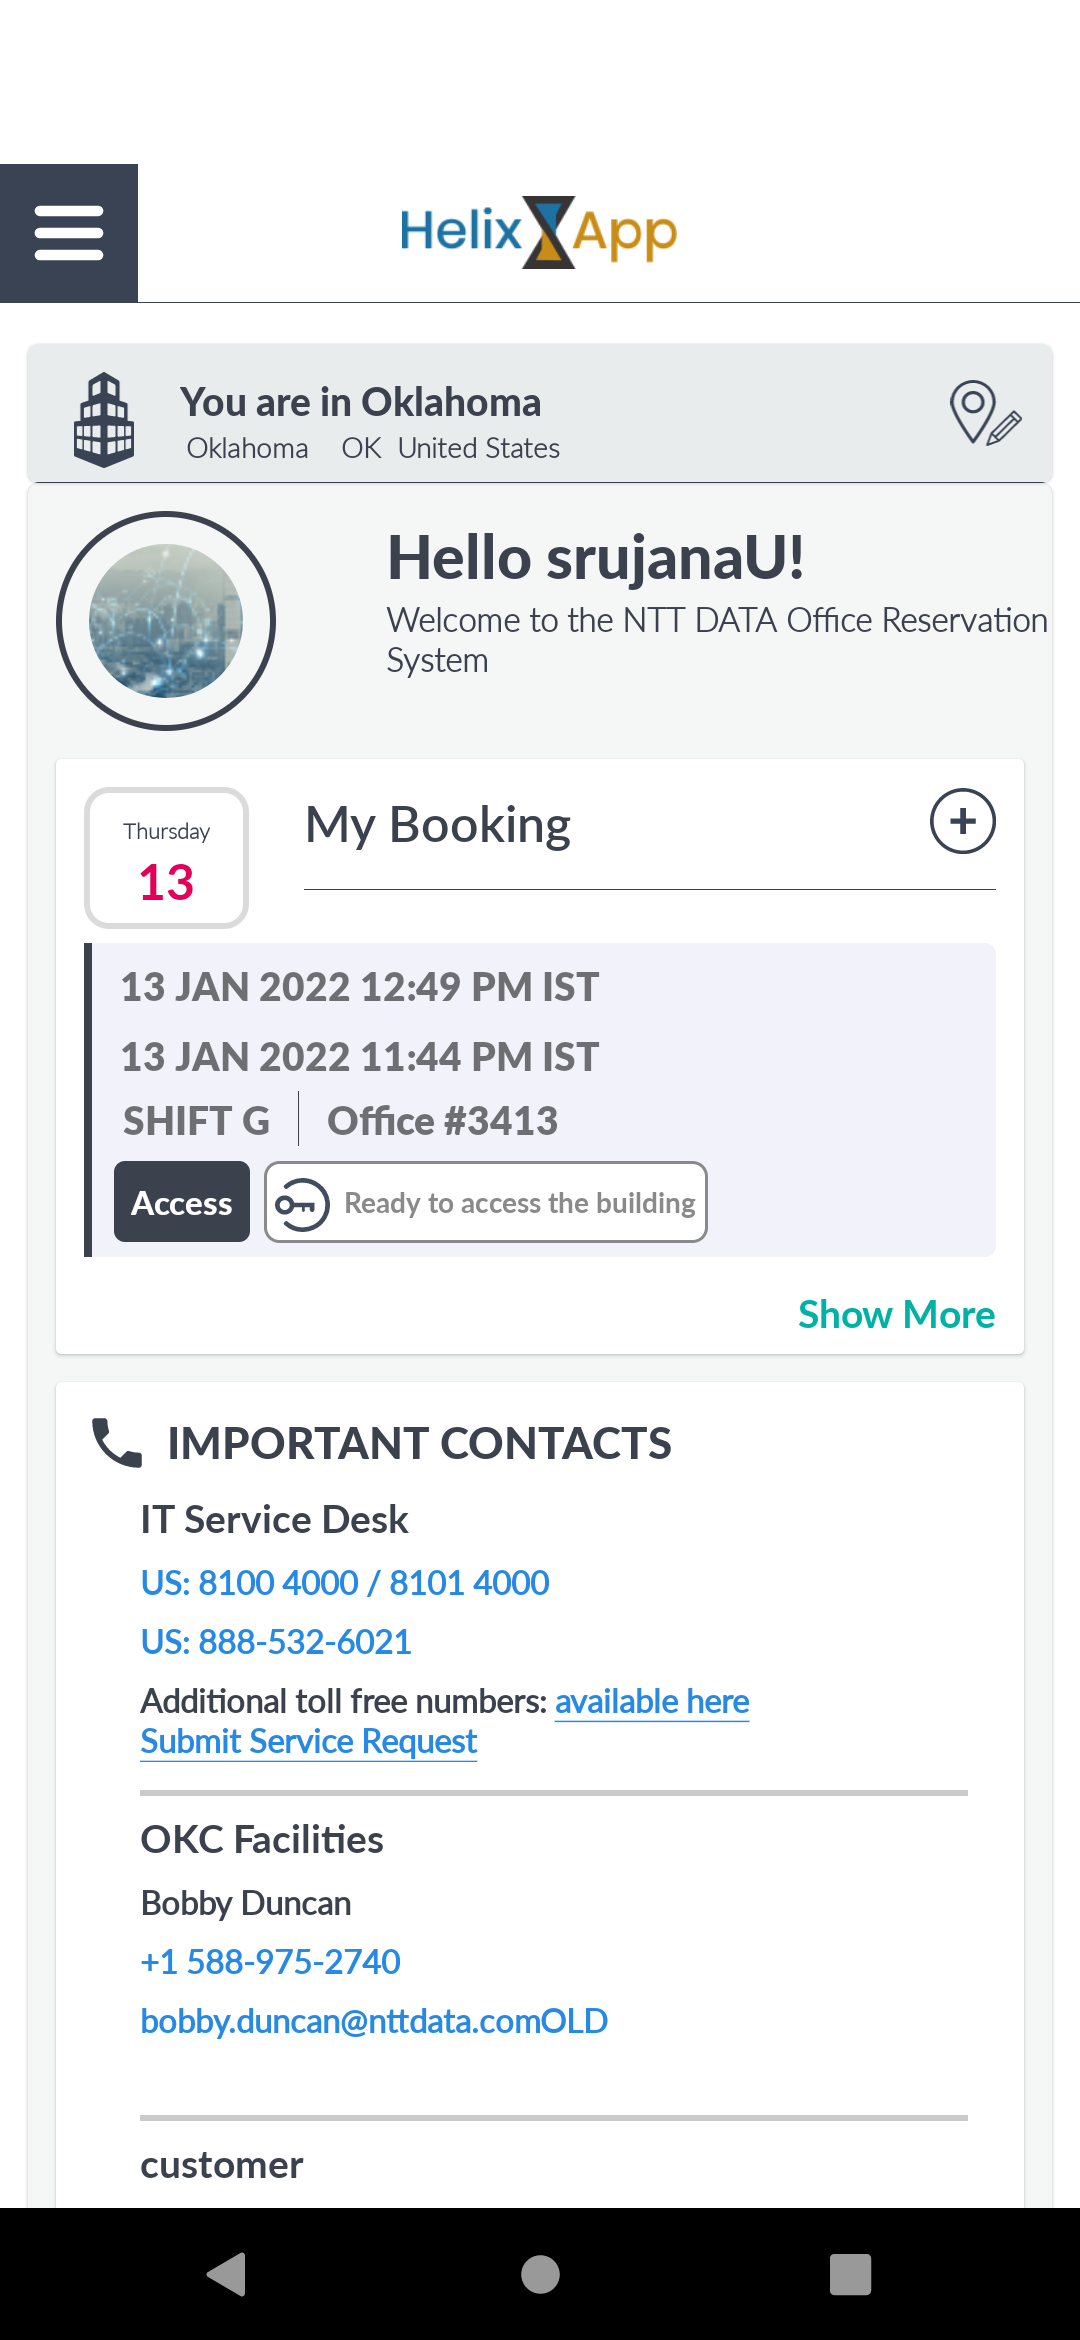 Helix App
You are in Oklahoma
Oklahoma OK United States
Hello srujanaU!
Welcome to the NTT DATA Office Reservation
System
Thursday
13
My Booking
13 JAN 2022 12:49 PM IST
13 JAN 2022 11:44 PM IST
SHIFT G Office #3413
Access Ready to access the building
Show More
IMPORTANT CONTACTS
IT Service Desk
US: 8100 4000 / 8101 4000
US: 888-532-6021
Additional toll free numbers: available here
Submit Service Request
OKC Facilities
Bobby Duncan
+1 588-975-2740
bobby.duncan@nttdata.comOLD
customer